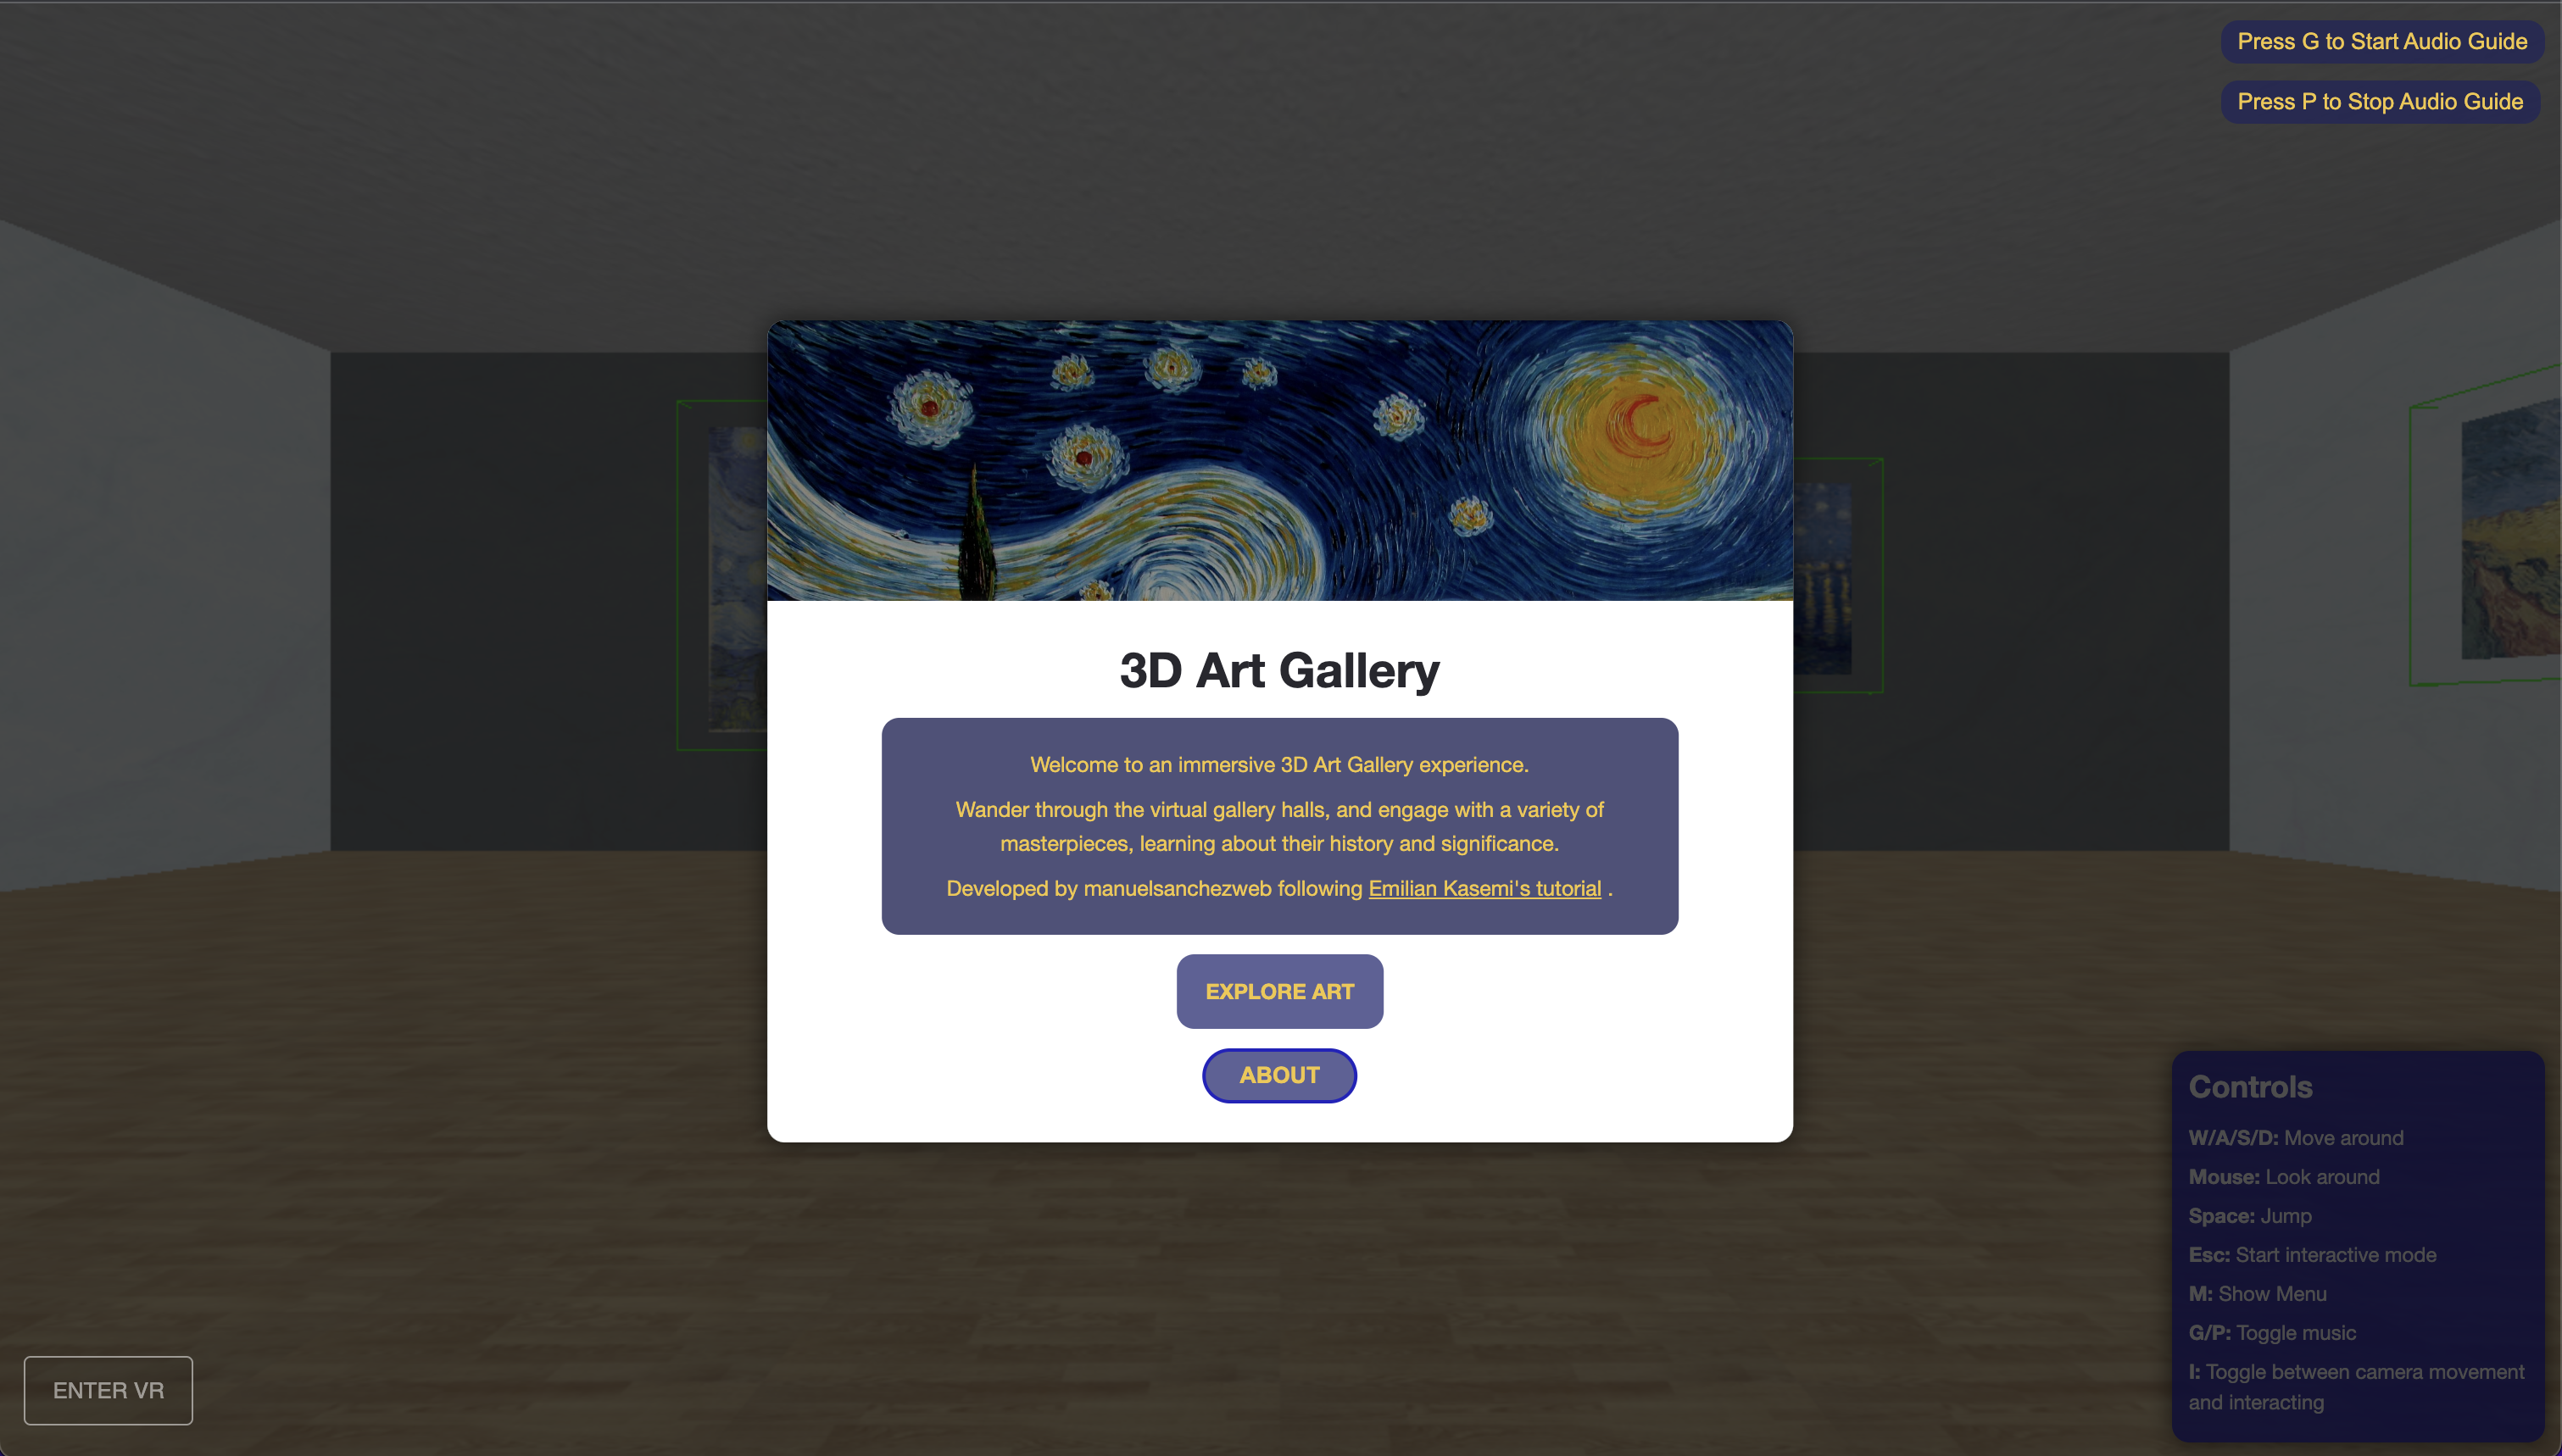 Press G to Start Audio Guide
Press P to Stop Audio Guide
3D Art Gallery
Welcome to an immersive 3D Art Gallery experience.
Wander through the virtual gallery halls, and engage with a variety of
masterpieces, learning about their history and significance.
Developed by manuelsanchezweb following Emilian Kasemi's tutorial .
EXPLORE ART
ABOUT
Controls
W/A/S/D: Move around
Mouse: Look around
Space: Jump
Esc: Start interactive mode
M: Show Menu
G/P: Toggle music
I: Toggle between camera movement
and interacting
ENTER VR